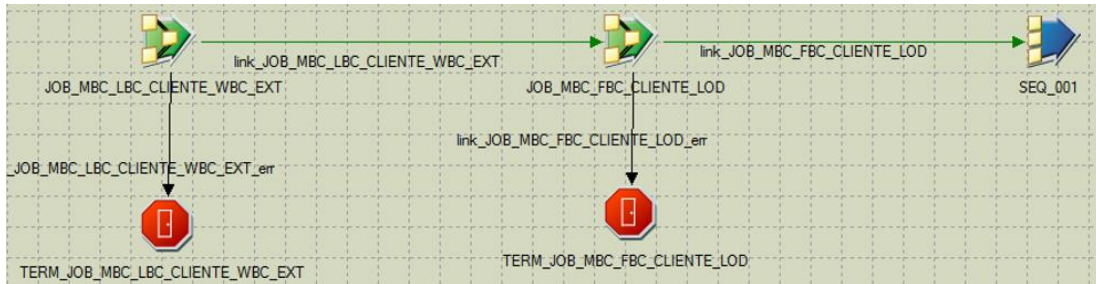 link_JOB_MBC_LBC_CLIENTE_WBC_EXT
link_JOB_MBC_FBC_CLIENTE_LOD
JOB_MBC_LBC_CLIENTE_WBC_EXT
JOB_MBC_FBC_CLIENTE_LOD
SEQ_001
link_JOB_MBC_FBC_CLIENTE_LOD_err
_JOB_MBC_LBC_CLIENTE_WBC_EXT_err
TERM_JOB_MBC_LBC_CLIENTE_WBC_EXT
TERM_JOB_MBC_FBC_CLIENTE_LOD